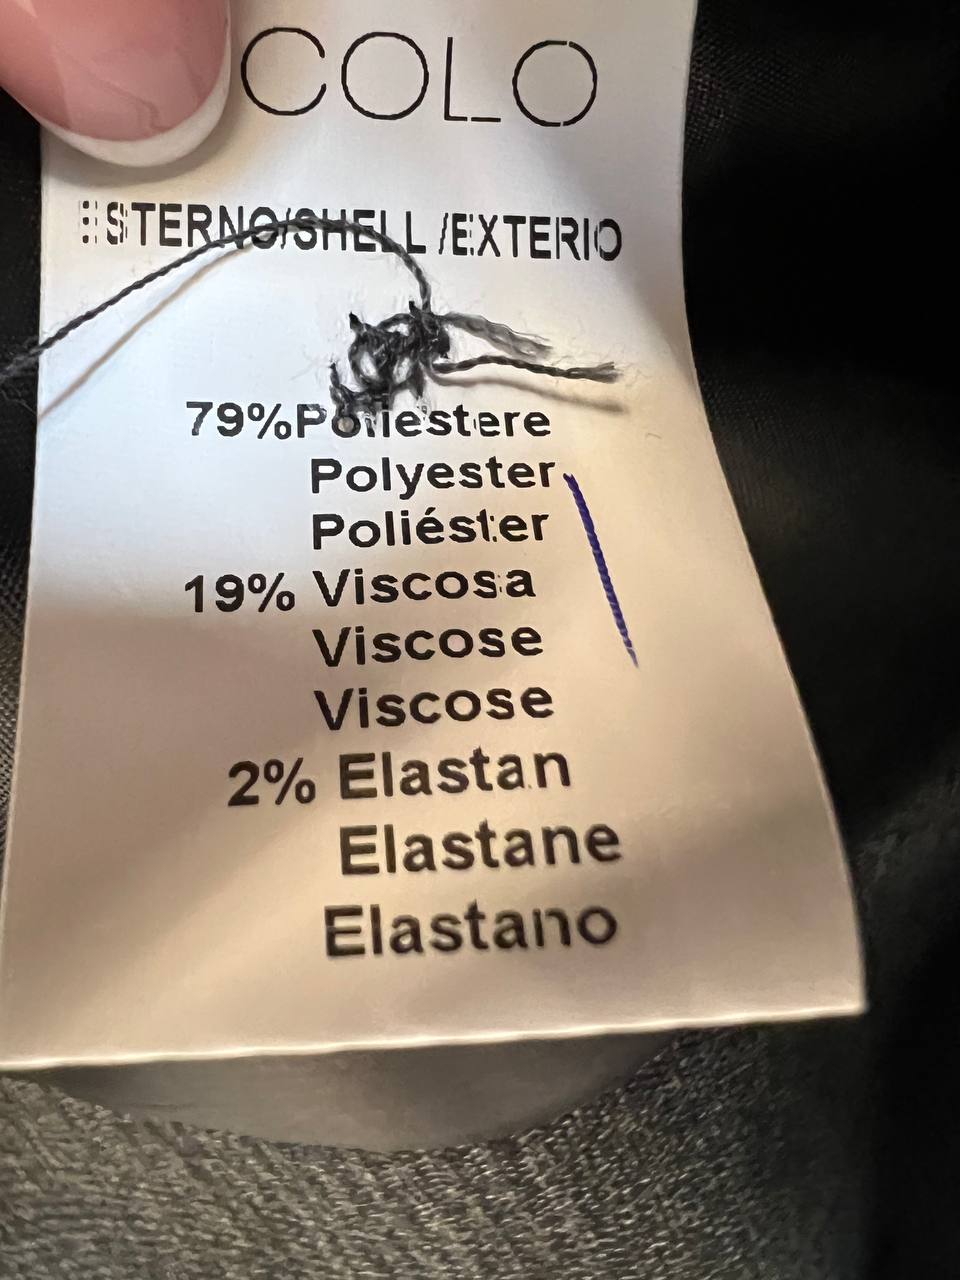 COLO
ESTERNO/SHELL /EXTERIO
79%Poliestere
Polyester
Poliéster
19% Viscosa
Viscose
Viscose
2% Elastan
Elastane
Elastano